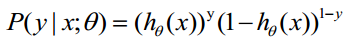 P(y | x;θ) = (h_θ(x))^y (1 − h_θ(x))^{1−y}